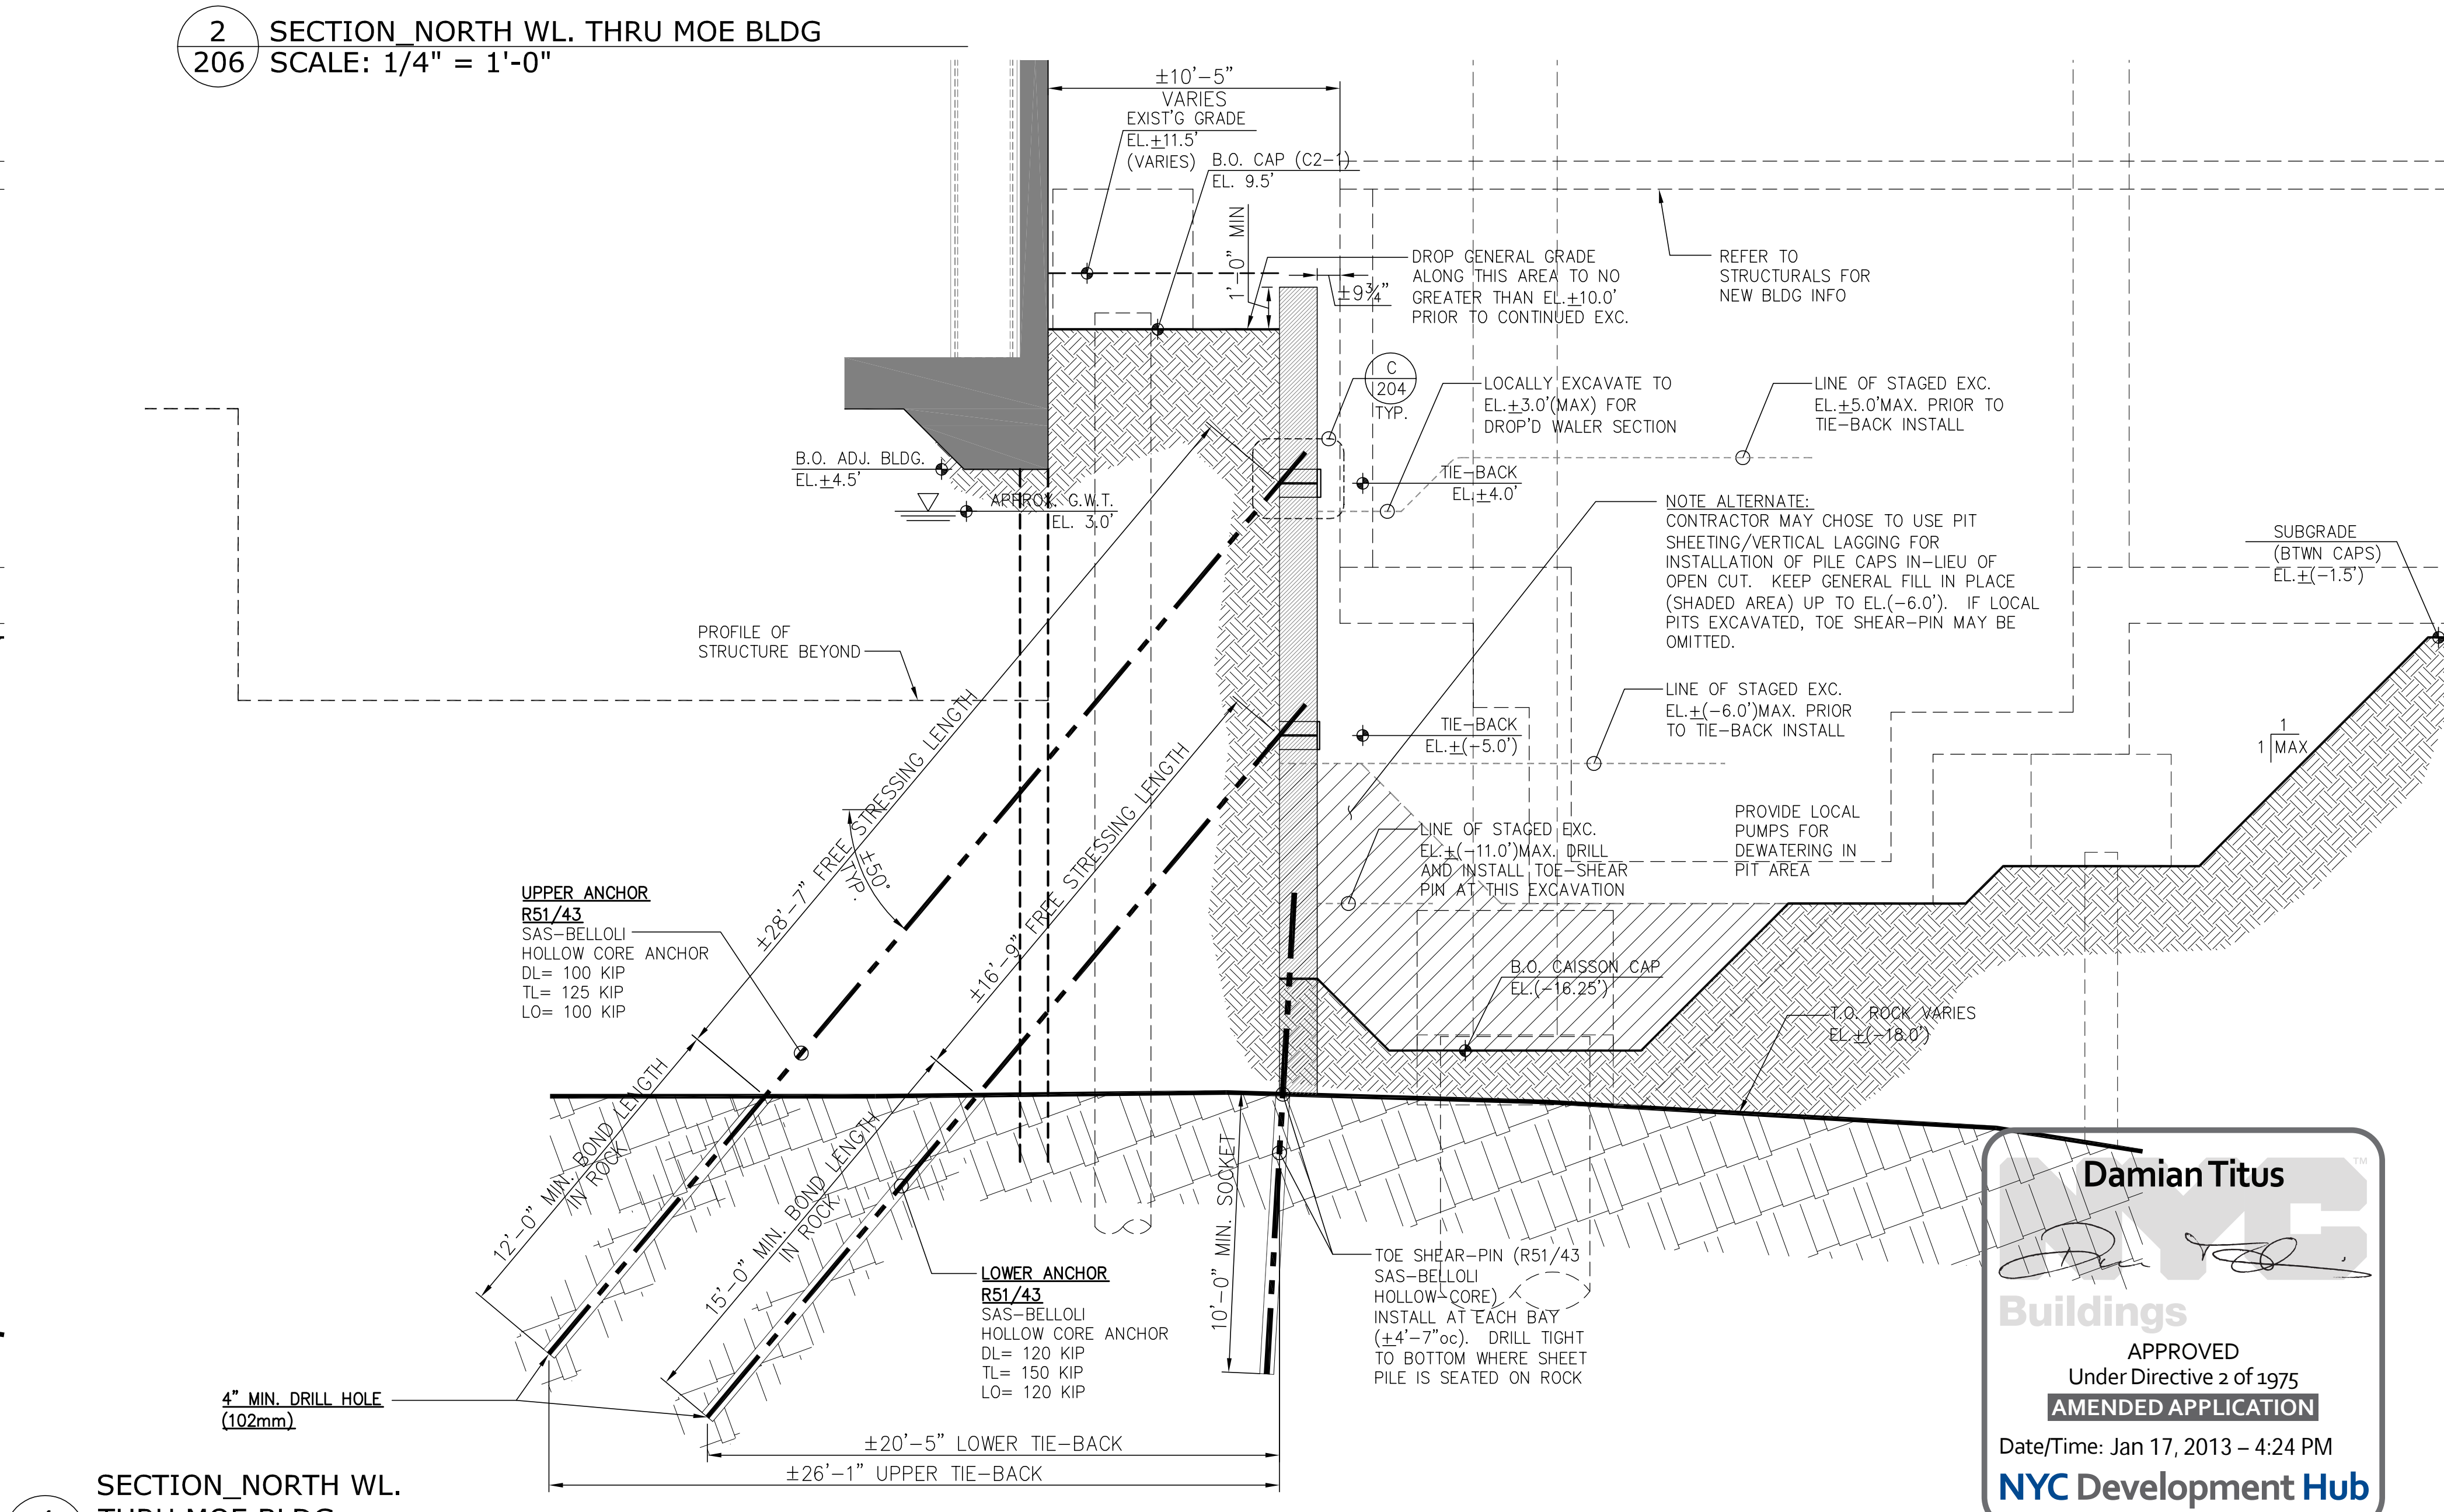 2
206
SECTION_NORTH WL. THRU MOE BLDG
SCALE: 1/4" = 1'-0"
±10'-5"
VARIES
EXIST'G GRADE
EL.±11.5'
(VARIES)
B.O. CAP (C2-1)
EL. 9.5'
1'-0" MIN
±9¾"
DROP GENERAL GRADE
ALONG THIS AREA TO NO
GREATER THAN EL.±10.0'
PRIOR TO CONTINUED EXC.
REFER TO
STRUCTURALS FOR
NEW BLDG INFO
C
204
TYP.
LOCALLY EXCAVATE TO
EL.±3.0'(MAX) FOR
DROP'D WALER SECTION
LINE OF STAGED EXC.
EL.±5.0'MAX. PRIOR TO
TIE-BACK INSTALL
B.O. ADJ. BLDG.
EL.±4.5'
APPROX. G.W.T.
EL. 3.0'
TIE-BACK
EL.±4.0'
NOTE ALTERNATE:
CONTRACTOR MAY CHOSE TO USE PIT
SHEETING/VERTICAL LAGGING FOR
INSTALLATION OF PILE CAPS IN-LIEU OF
OPEN CUT. KEEP GENERAL FILL IN PLACE
(SHADED AREA) UP TO EL.(-6.0'). IF LOCAL
PITS EXCAVATED, TOE SHEAR-PIN MAY BE
OMITTED.
SUBGRADE
(BTWN CAPS)
EL.±(-1.5')
PROFILE OF
STRUCTURE BEYOND
LINE OF STAGED EXC.
EL.±(-6.0')MAX. PRIOR
TO TIE-BACK INSTALL
TIE-BACK
EL.±(-5.0')
1
1 MAX
±28'-7" FREE STRESSING LENGTH
±50°
TYP.
±16'-9" FREE STRESSING LENGTH
LINE OF STAGED EXC.
EL.±(-11.0')MAX. DRILL
AND INSTALL TOE-SHEAR
PIN AT THIS EXCAVATION
PROVIDE LOCAL
PUMPS FOR
DEWATERING IN
PIT AREA
UPPER ANCHOR
R51/43
SAS-BELLOLI
HOLLOW CORE ANCHOR
DL= 100 KIP
TL= 125 KIP
LO= 100 KIP
B.O. CAISSON CAP
EL.(-16.25')
T.O. ROCK VARIES
EL.±(-18.0')
12'-0" MIN. BOND LENGTH
IN ROCK
15'-0" MIN. BOND LENGTH
IN ROCK
10'-0" MIN. SOCKET
LOWER ANCHOR
R51/43
SAS-BELLOLI
HOLLOW CORE ANCHOR
DL= 120 KIP
TL= 150 KIP
LO= 120 KIP
TOE SHEAR-PIN (R51/43
SAS-BELLOLI
HOLLOW-CORE)
INSTALL AT EACH BAY
(±4'-7"oc). DRILL TIGHT
TO BOTTOM WHERE SHEET
PILE IS SEATED ON ROCK
4" MIN. DRILL HOLE
(102mm)
±20'-5" LOWER TIE-BACK
±26'-1" UPPER TIE-BACK
SECTION_NORTH WL.
THRU MOE BLDG
NYC™
Damian Titus
Buildings
APPROVED
Under Directive 2 of 1975
AMENDED APPLICATION
Date/Time: Jan 17, 2013 – 4:24 PM
NYC Development Hub